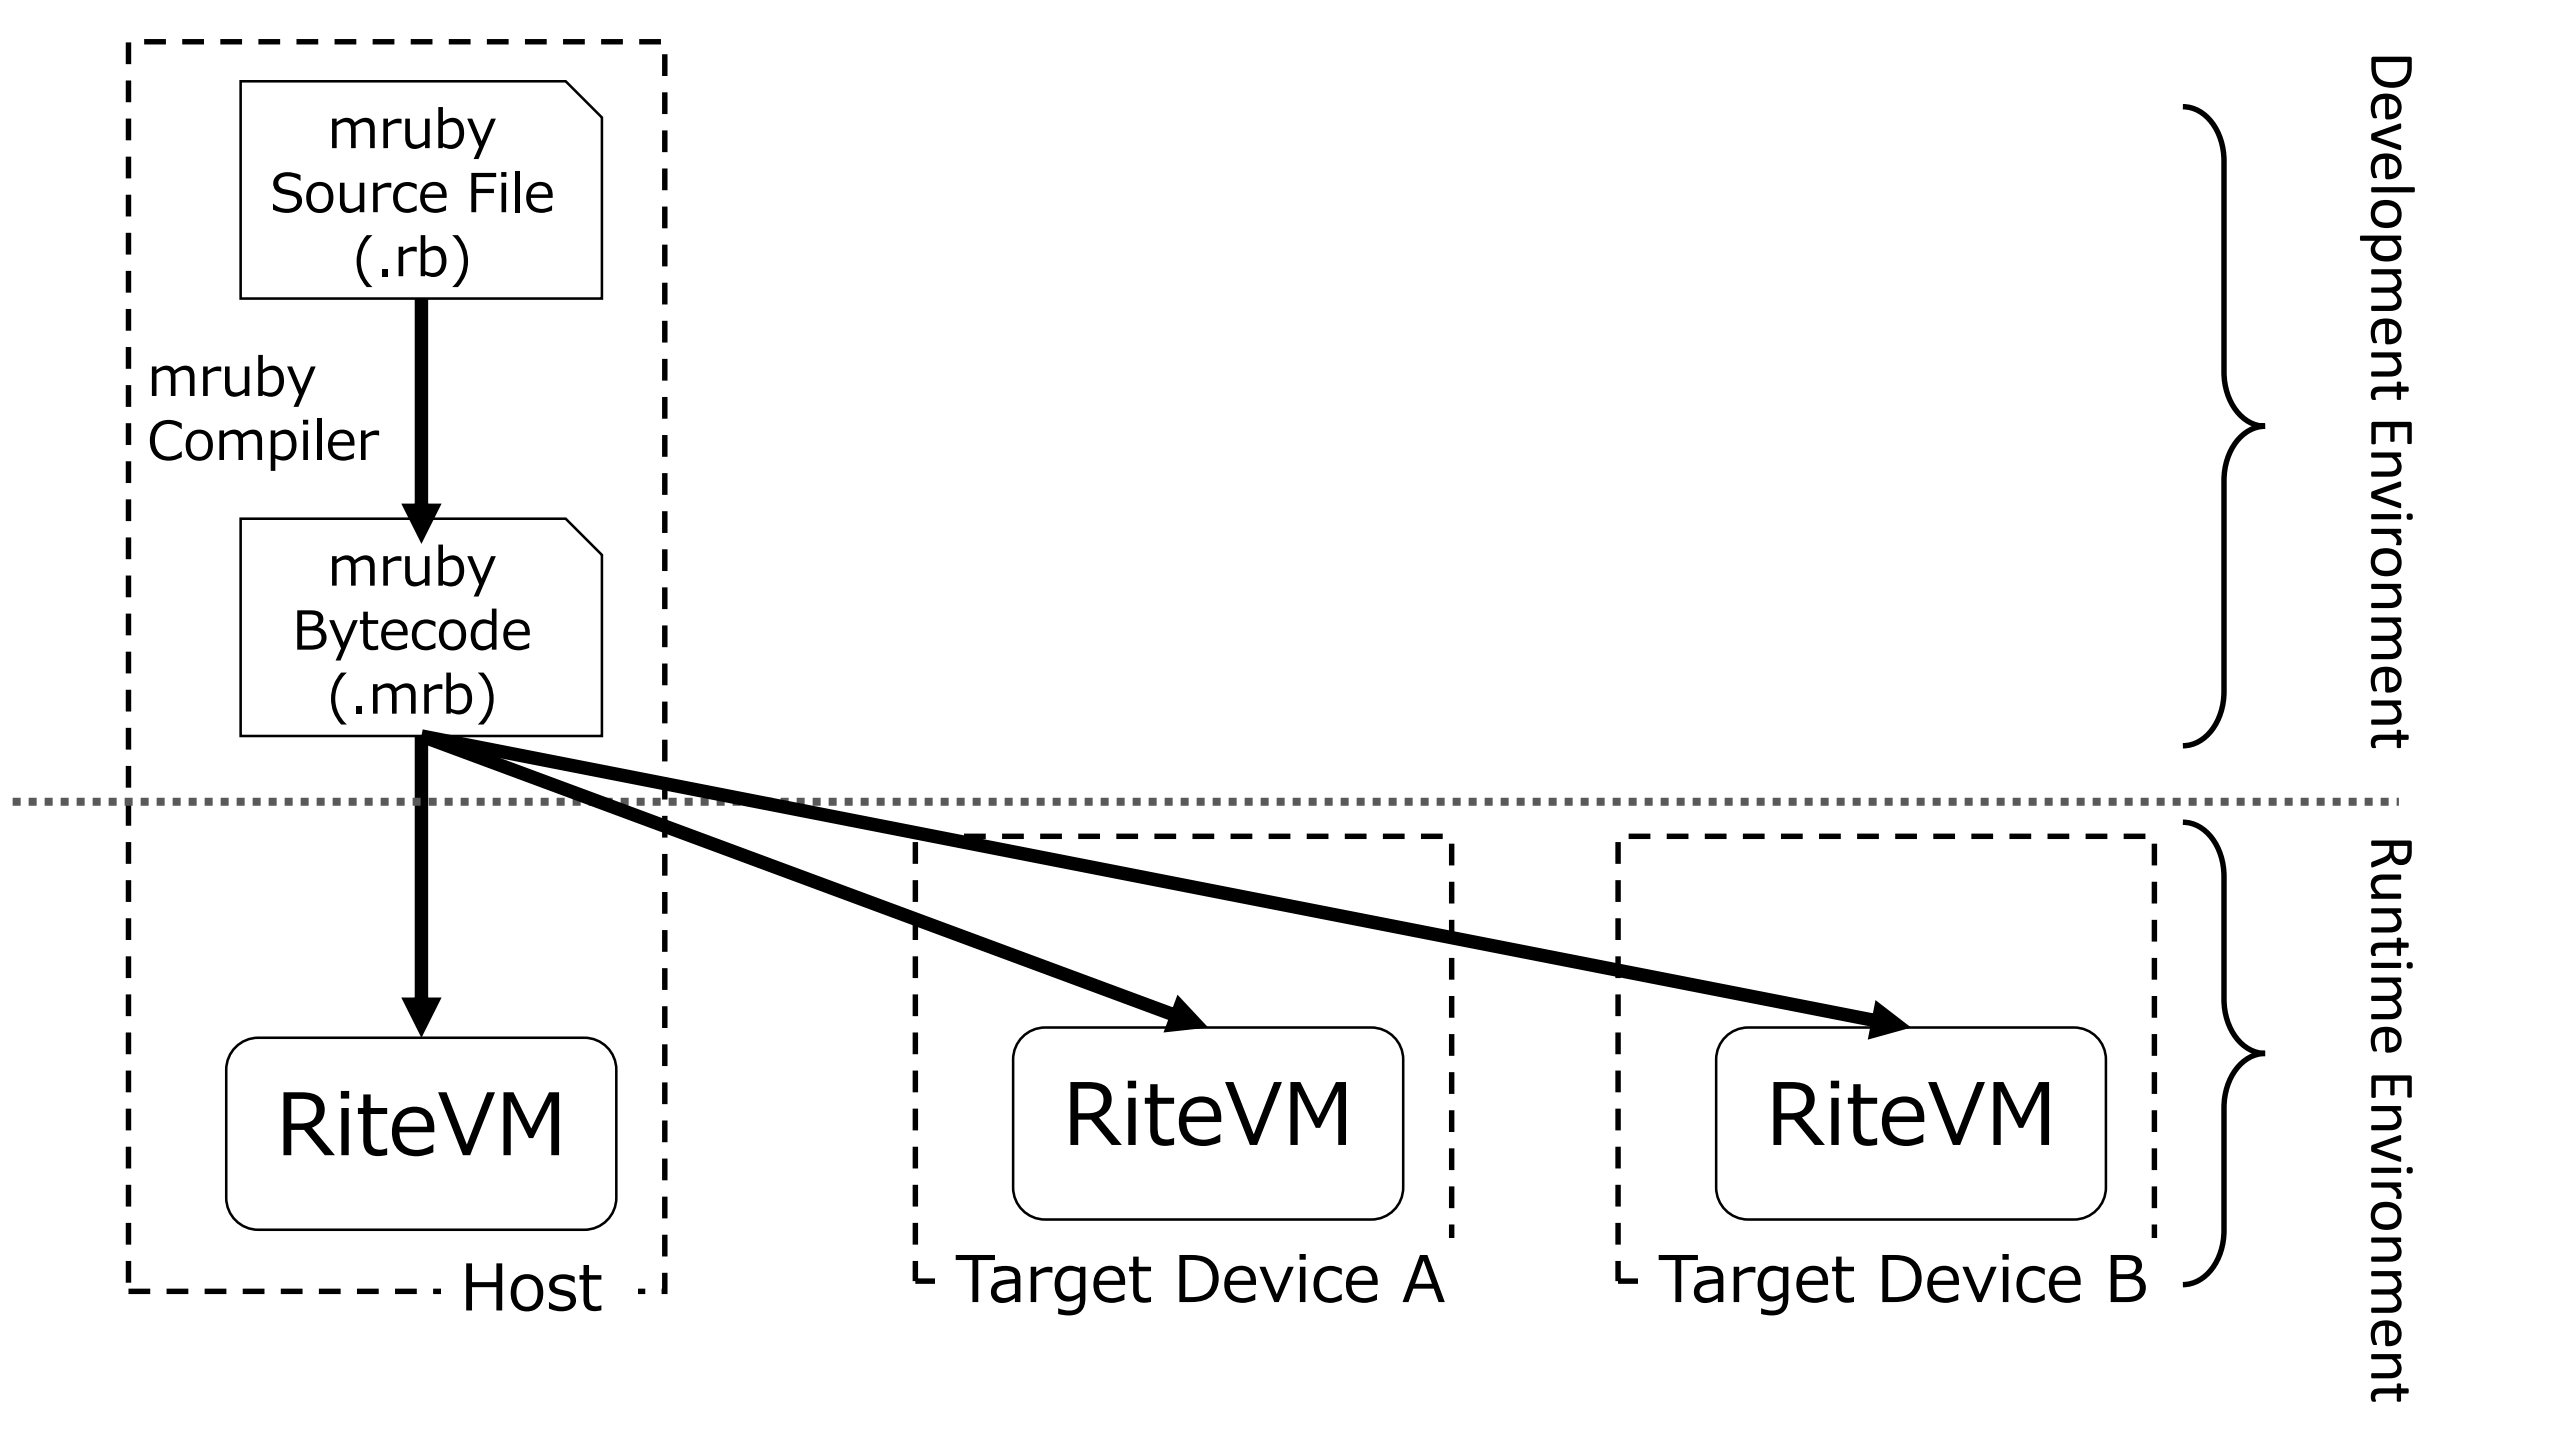 mruby
Source File
(.rb)
mruby
Compiler
mruby
Bytecode
(.mrb)
Development Environment
RiteVM
RiteVM
RiteVM
Host
Target Device A
Target Device B
Runtime Environment